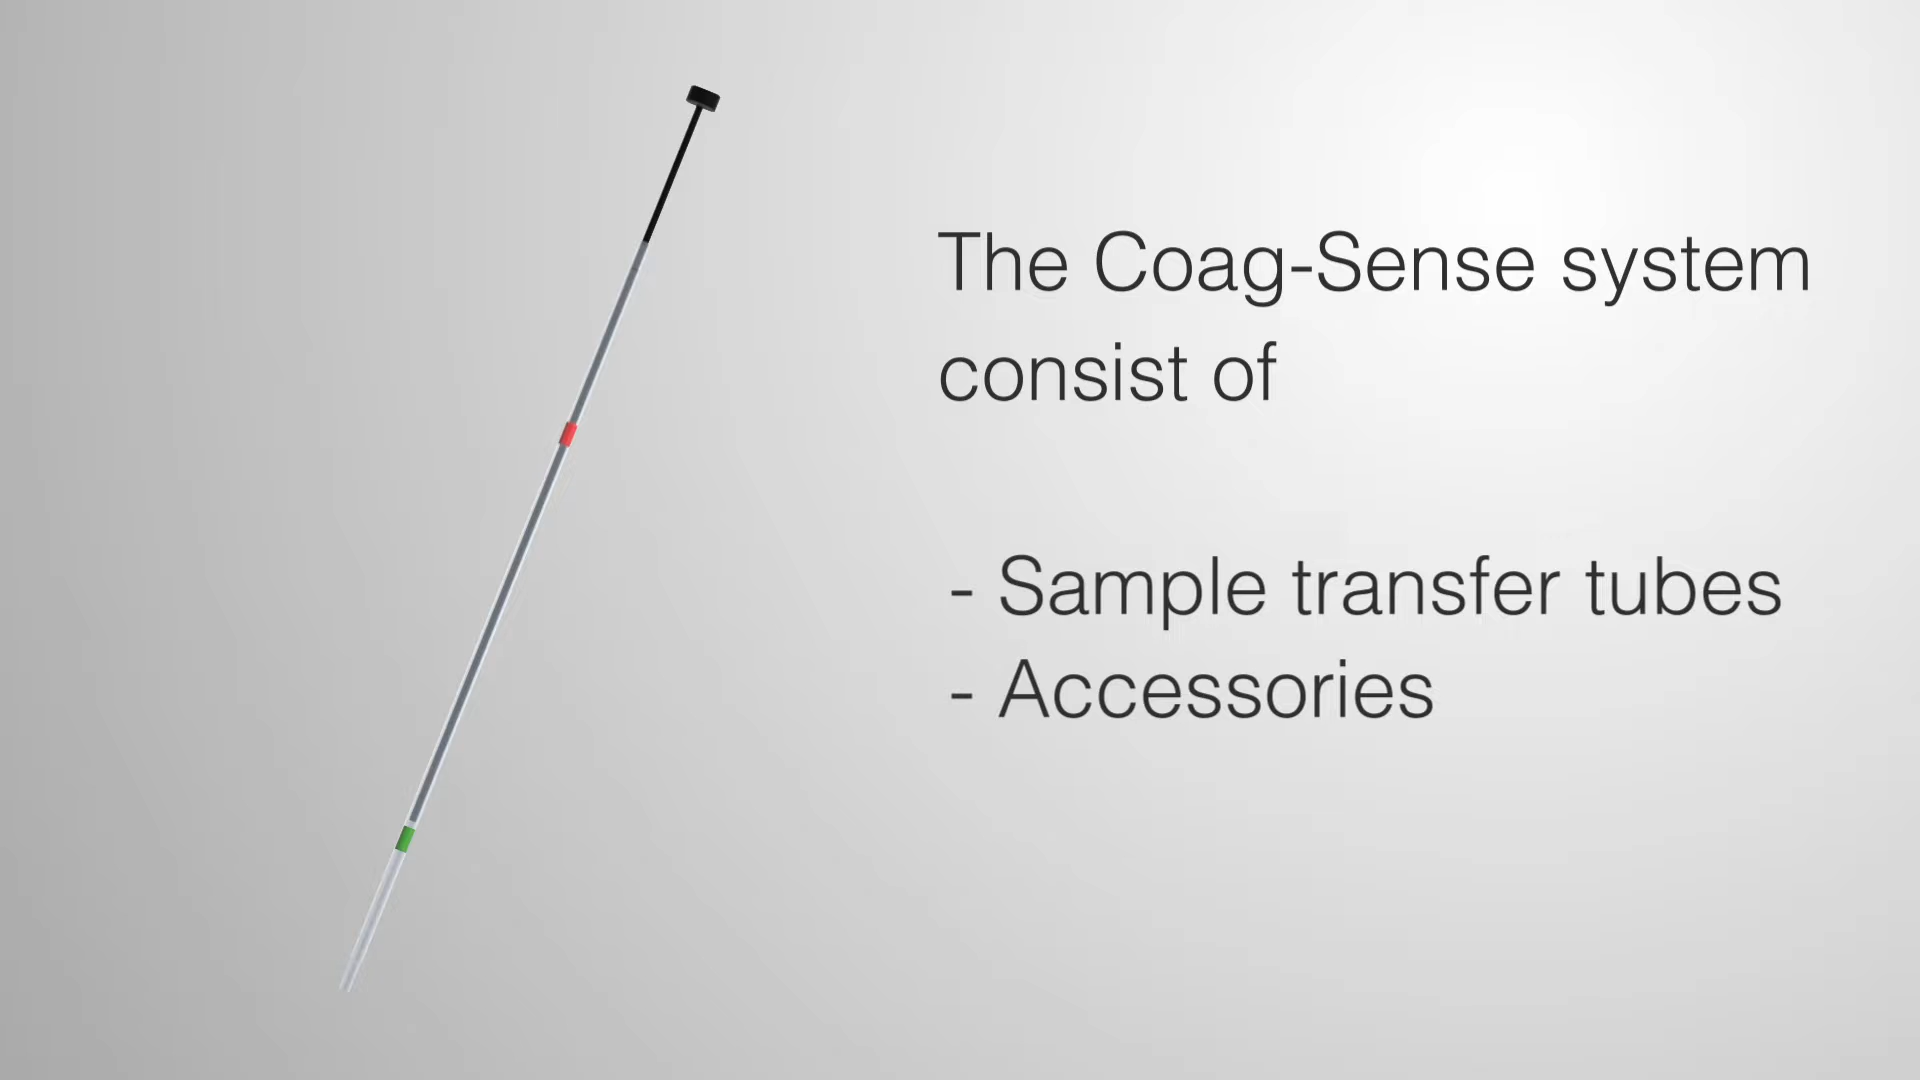 The Coag-Sense system
consist of
- Sample transfer tubes
- Accessories